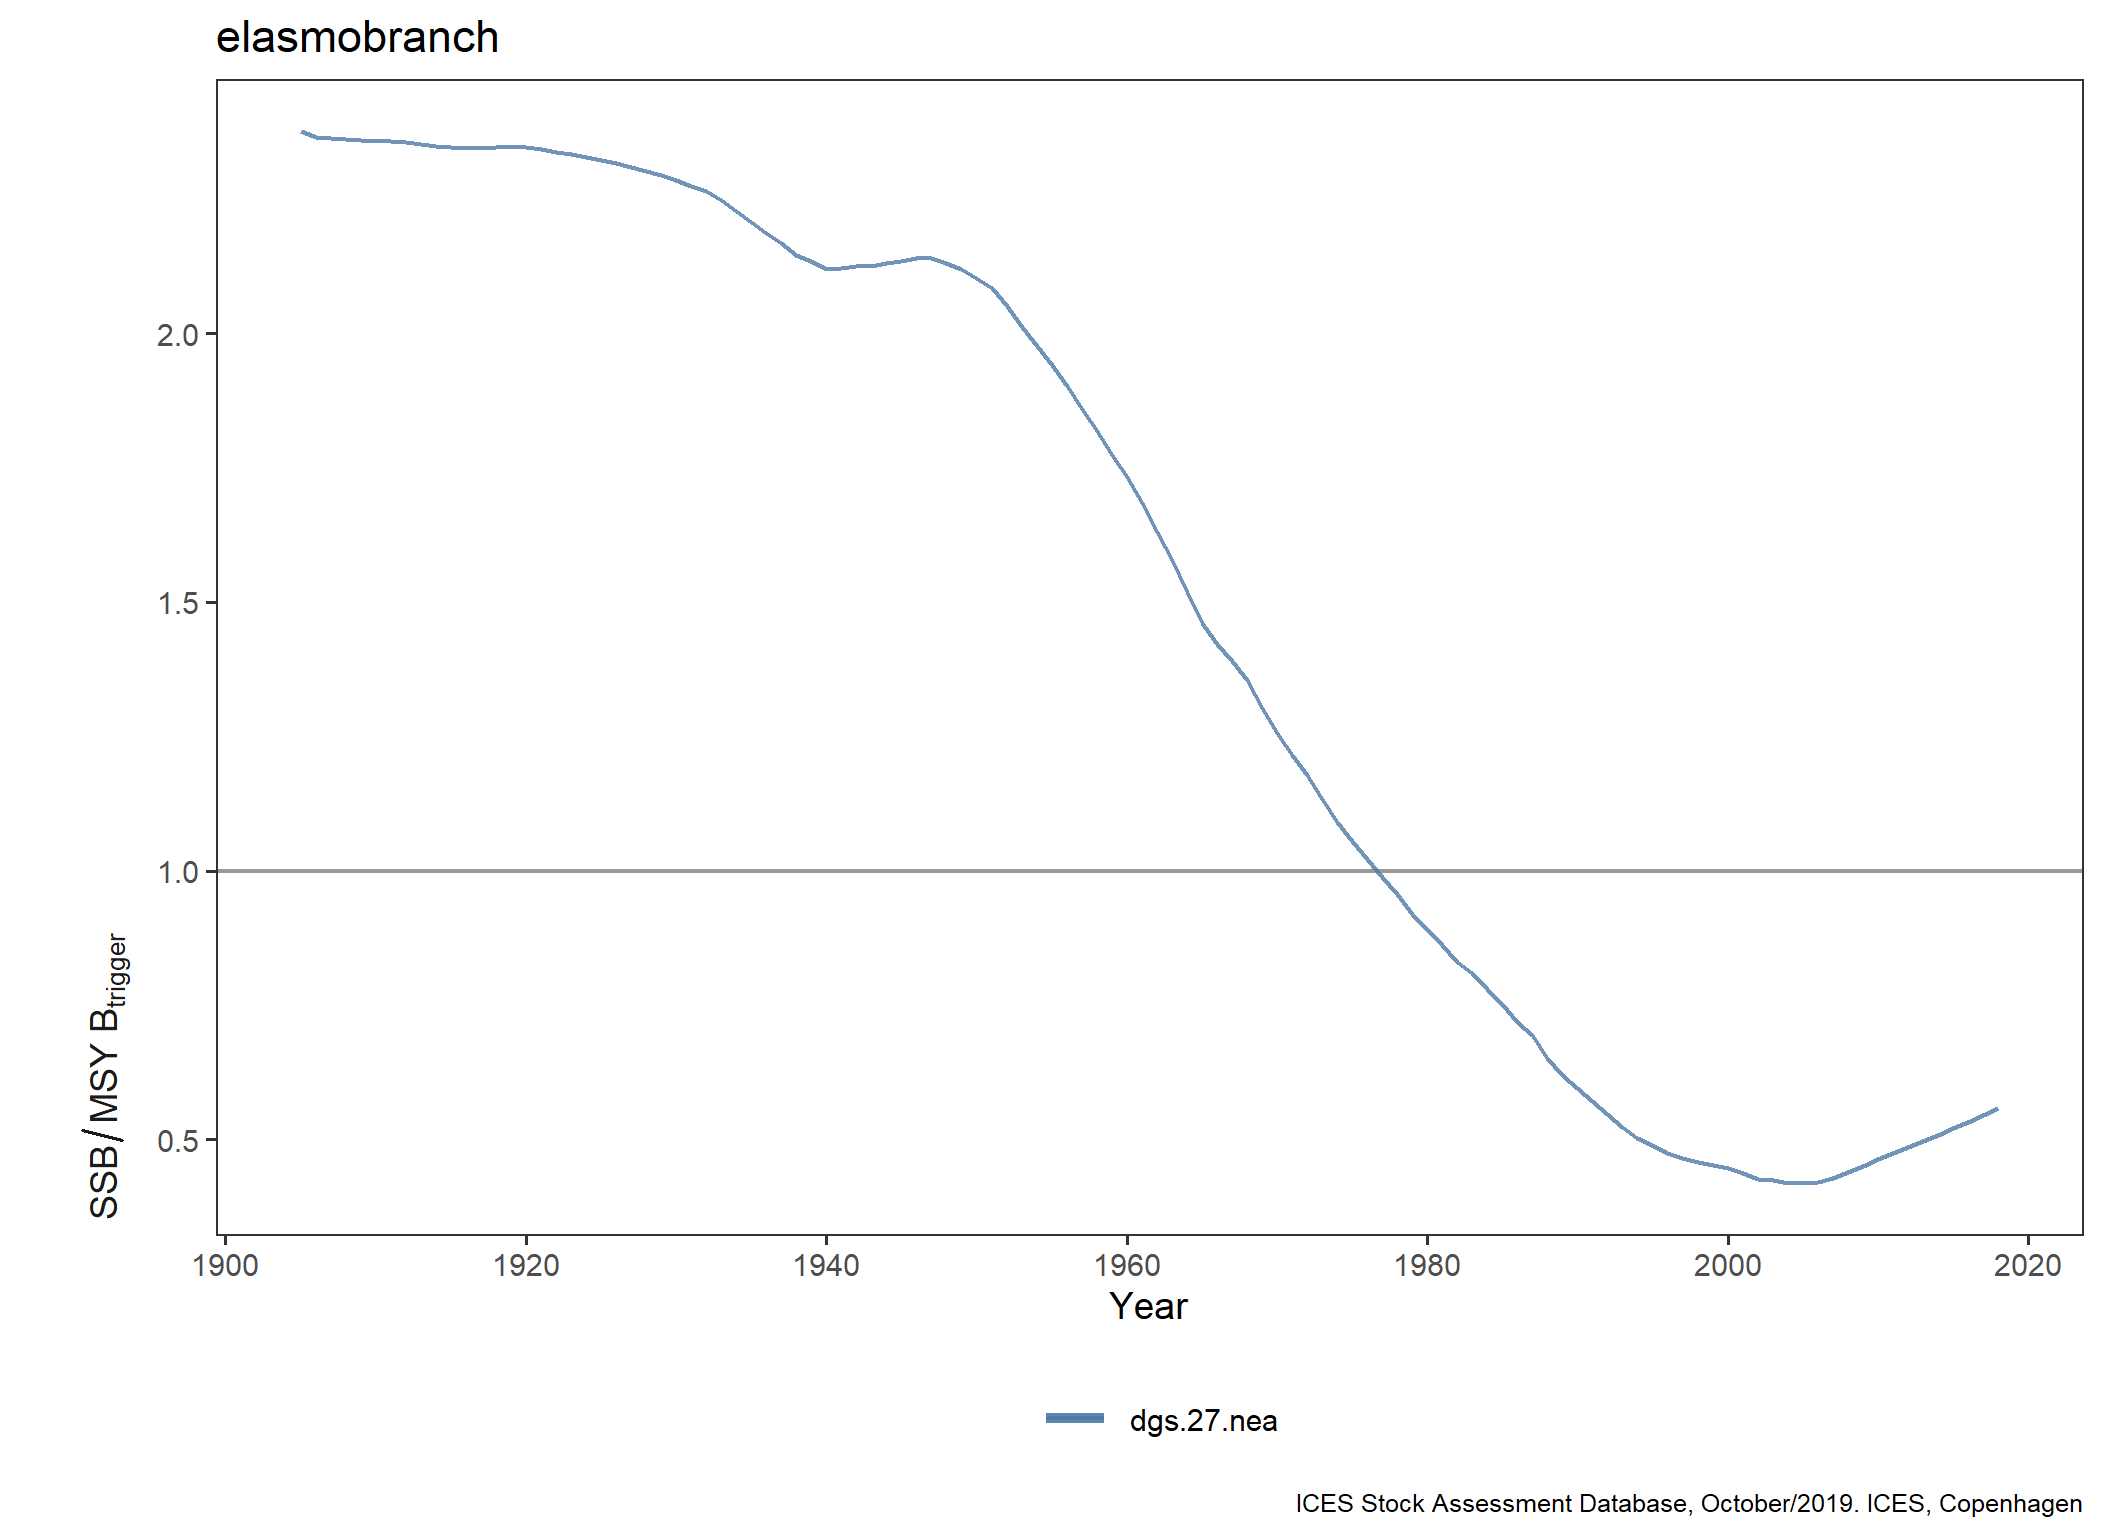 elasmobranch
SSB/MSY Btrigger
2.0
1.5
1.0
0.5
1900 1920 1940 1960 1980 2000 2020
Year
dgs.27.nea
ICES Stock Assessment Database, October/2019. ICES, Copenhagen